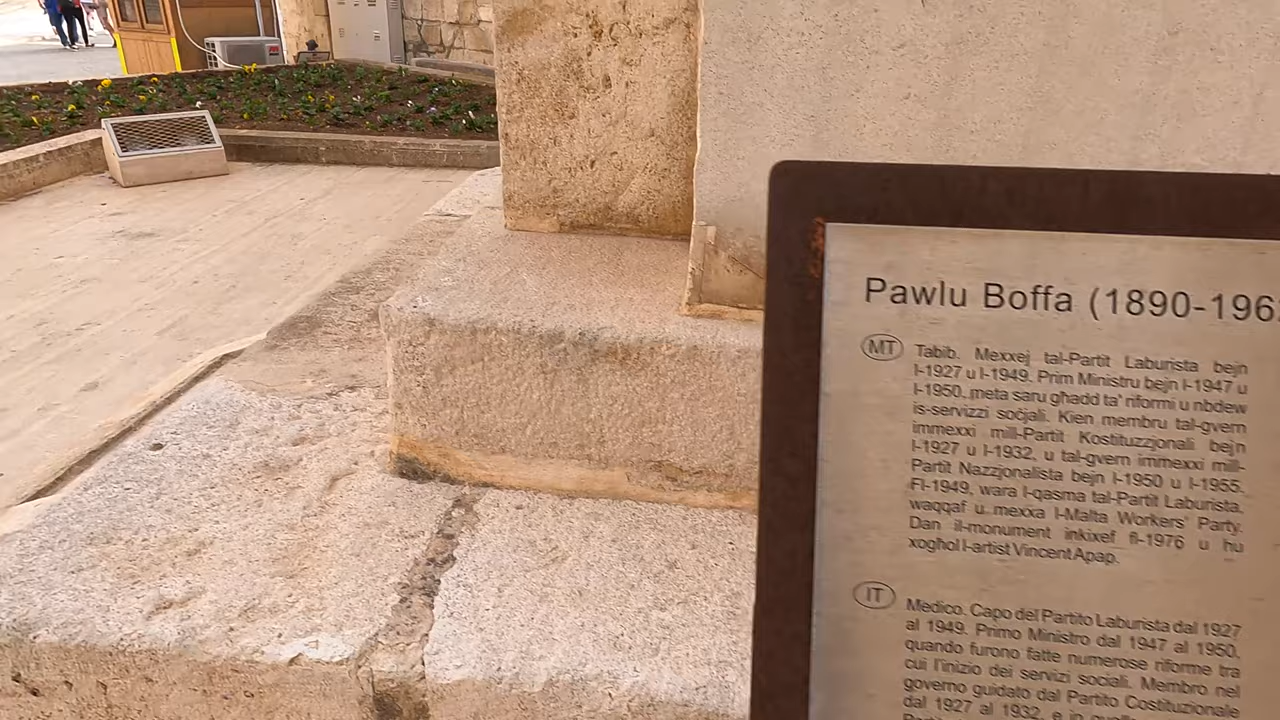 Pawlu Boffa (1890-196
MT
Tabib. Mexxej tal-Partit Laburista bejn
l-1927 u l-1949. Prim Ministru bejn l-1947 u
l-1950, meta saru għadd ta' riformi u nbdew
is-servizzi soċjali. Kien membru tal-gvern
immexxi mill-Partit Kostituzzjonali bejn
l-1927 u l-1932, u tal-gvern immexxi mill-
Partit Nazzjonalista bejn l-1950 u l-1955.
Fl-1949, wara l-qasma tal-Partit Laburista,
waqqaf u mexxa l-Malta Workers' Party.
Dan il-monument inkixef fl-1976 u hu
xogħol l-artist Vincent Apap.
IT
Medico. Capo del Partito Laburista dal 1927
al 1949. Primo Ministro dal 1947 al 1950,
quando furono fatte numerose riforme tra
cui l'inizio dei servizi sociali. Membro nel
governo guidato dal Partito Costituzionale
dal 1927 al 1932, e